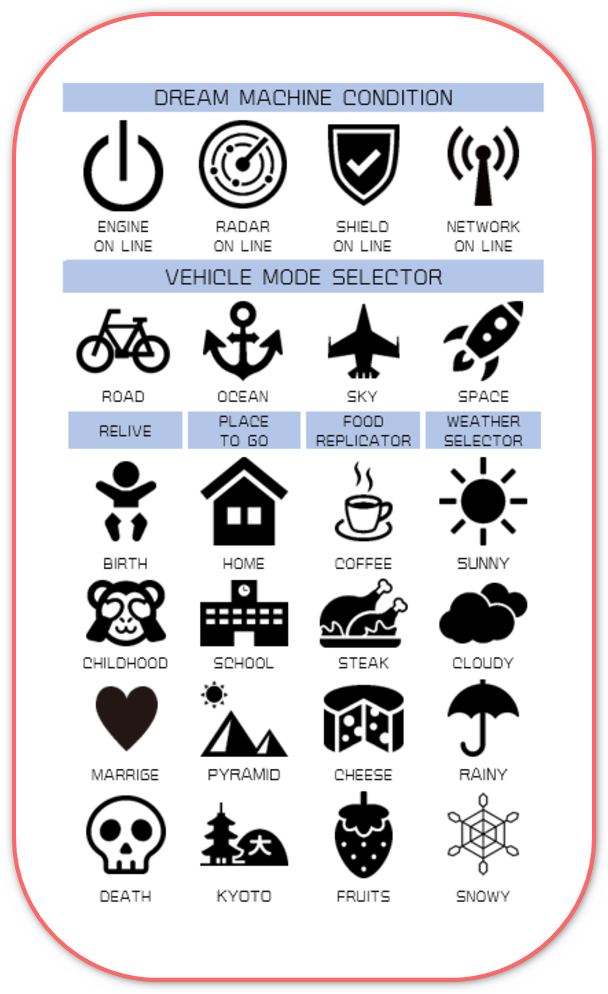 DREAM MACHINE CONDITION
ENGINE
ON LINE
RADAR
ON LINE
SHIELD
ON LINE
NETWORK
ON LINE
VEHICLE MODE SELECTOR
ROAD
OCEAN
SKY
SPACE
RELIVE
PLACE
TO GO
FOOD
REPLICATOR
WEATHER
SELECTOR
BIRTH
HOME
COFFEE
SUNNY
CHILDHOOD
SCHOOL
STEAK
CLOUDY
MARRIGE
PYRAMID
CHEESE
RAINY
大
DEATH
KYOTO
FRUITS
SNOWY